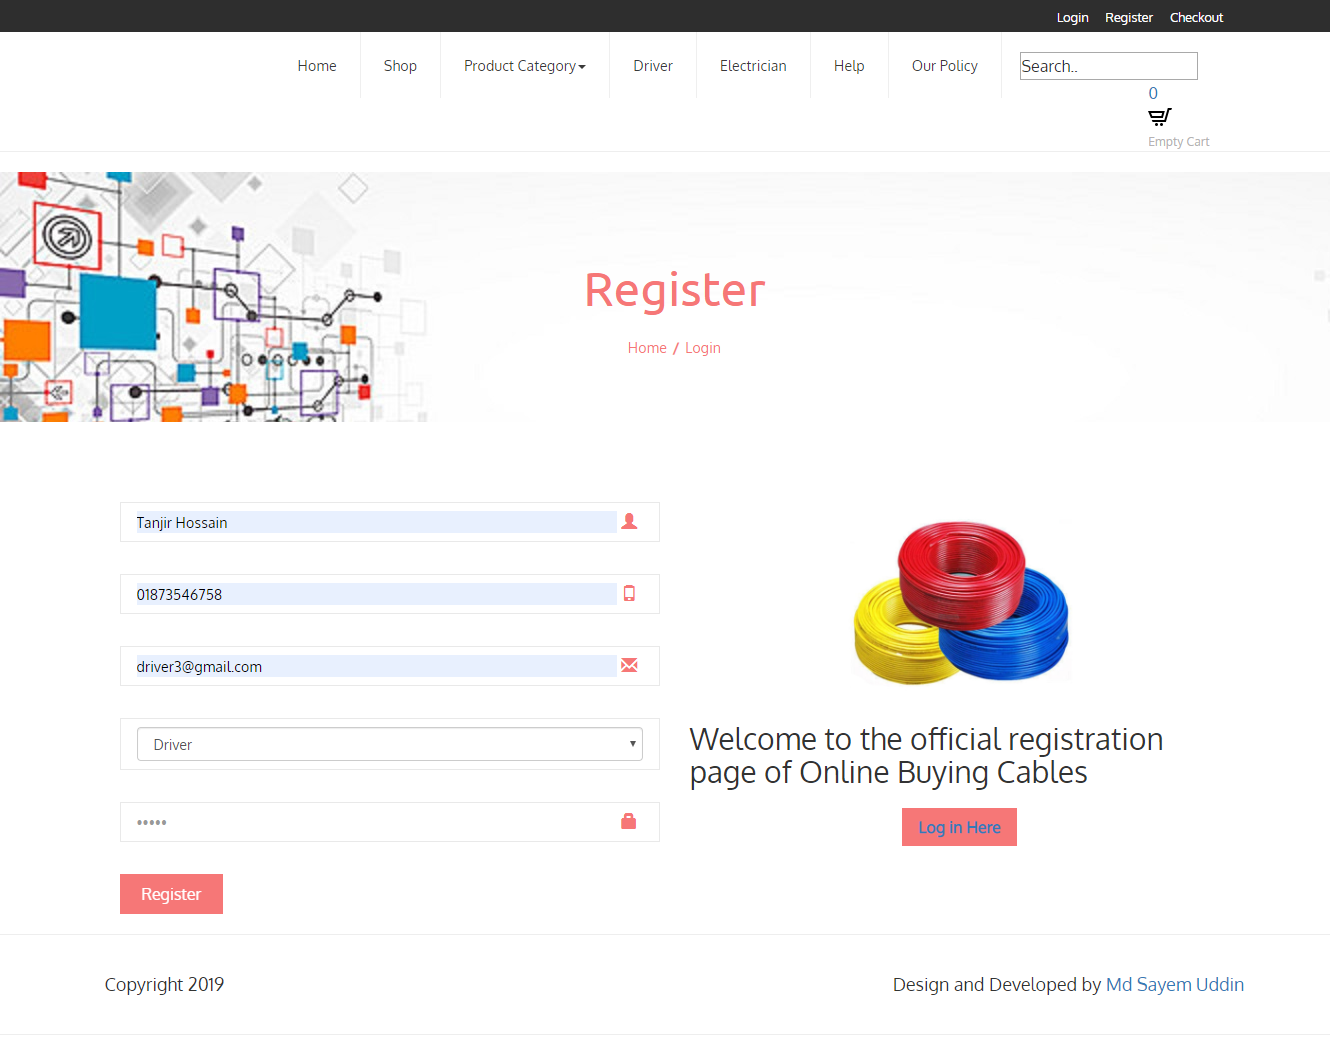 Login Register Checkout
Home Shop Product Category Driver Electrician Help Our Policy Search..
0
Empty Cart
Register
Home / Login
Tanjir Hossain
01873546758
driver3@gmail.com
Driver
•••••
Register
Welcome to the official registration
page of Online Buying Cables
Log in Here
Copyright 2019
Design and Developed by Md Sayem Uddin